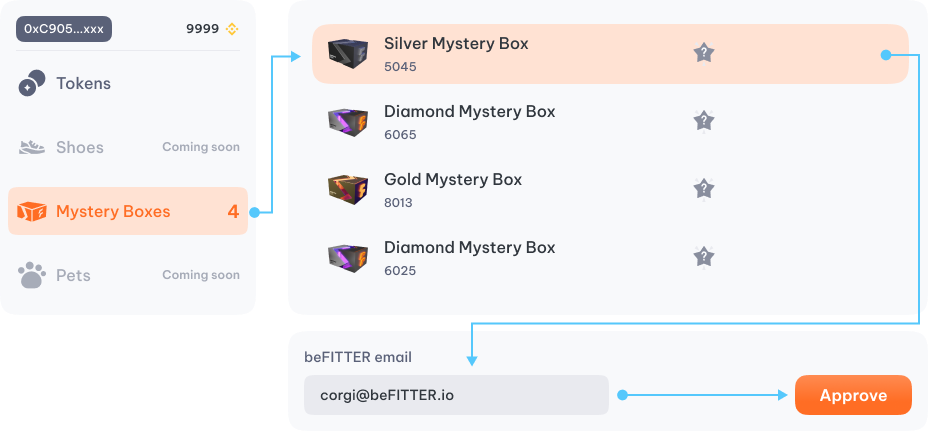 0xC905...xxx
9999
Tokens
Shoes
Coming soon
Mystery Boxes
4
Pets
Coming soon
Silver Mystery Box
5045
?
Diamond Mystery Box
6065
?
Gold Mystery Box
8013
?
Diamond Mystery Box
6025
?
beFITTER email
corgi@beFITTER.io
Approve